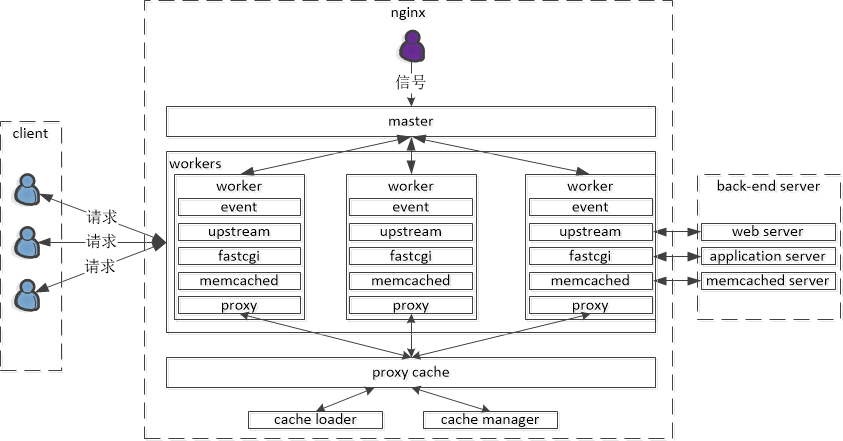 nginx
信号
master
client
请求
请求
请求
workers
worker
event
upstream
fastcgi
memcached
proxy
worker
event
upstream
fastcgi
memcached
proxy
worker
event
upstream
fastcgi
memcached
proxy
back-end server
web server
application server
memcached server
proxy cache
cache loader
cache manager